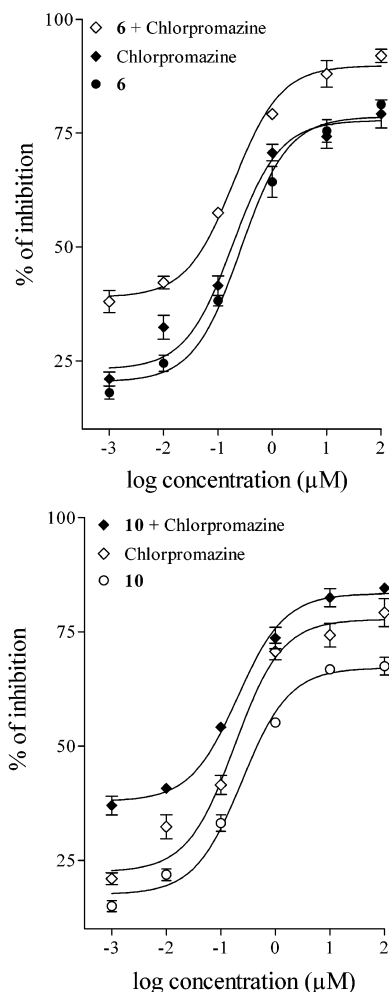 100
6 + Chlorpromazine
Chlorpromazine
6
75
50
25
% of inhibition
-3 -2 -1 0 1 2
log concentration (µM)
100
10 + Chlorpromazine
Chlorpromazine
10
75
50
25
% of inhibition
-3 -2 -1 0 1 2
log concentration (µM)